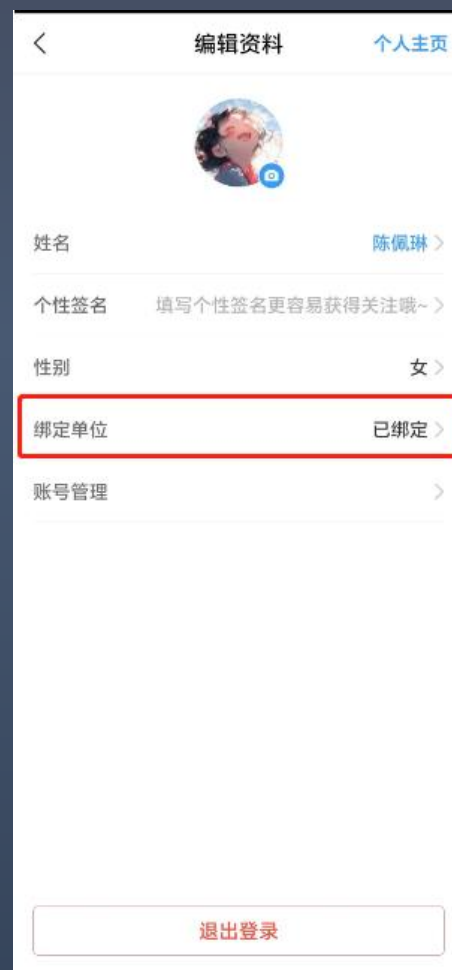 编辑资料 个人主页
姓名 陈佩琳
个性签名 填写个性签名更容易获得关注哦~
性别 女
绑定单位 已绑定
账号管理
退出登录